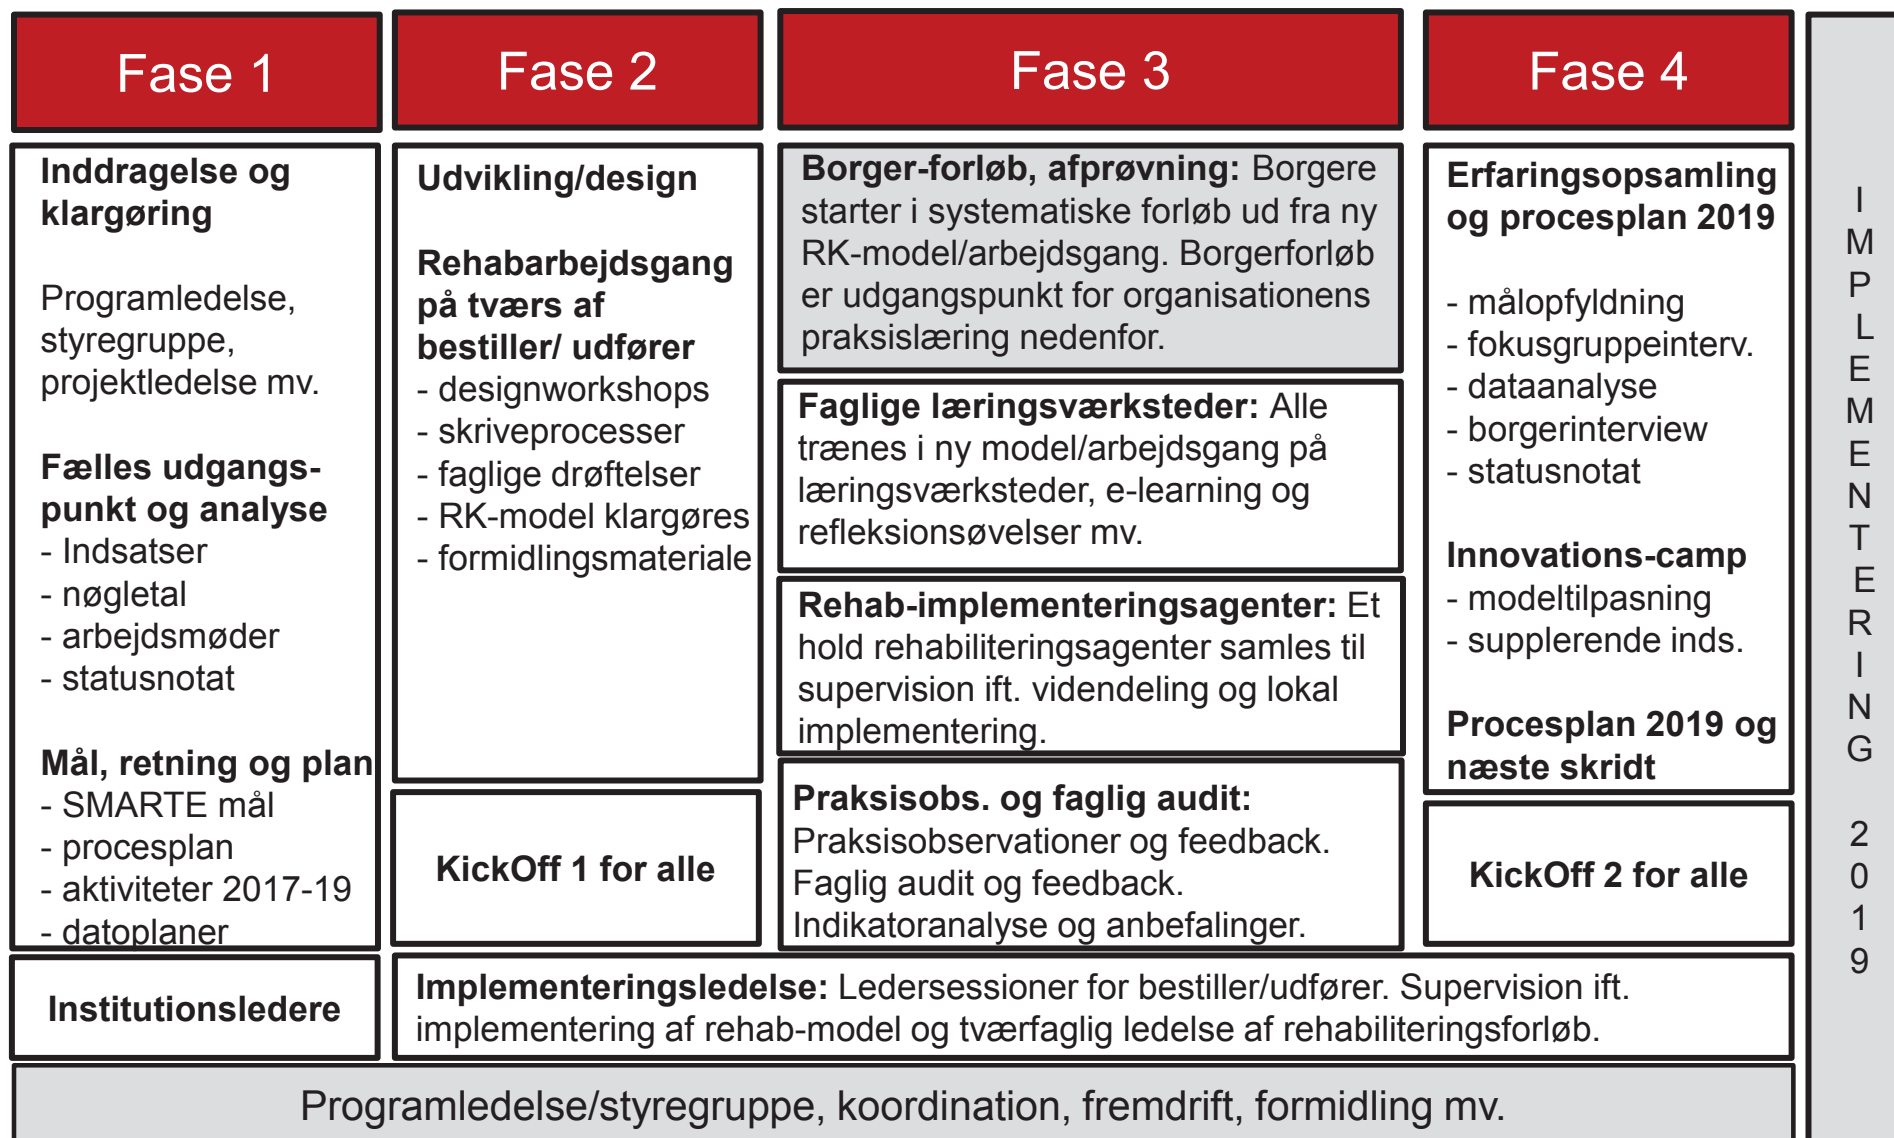 Fase 1
Inddragelse og
klargøring
Programledelse,
styregruppe,
projektledelse mv.
Fælles udgangs-
punkt og analyse
- Indsatser
- nøgletal
- arbejdsmøder
- statusnotat
Mål, retning og plan
- SMARTE mål
- procesplan
- aktiviteter 2017-19
- datoplaner
Institutionsledere
Fase 2
Udvikling/design
Rehabarbejdsgang
på tværs af
bestiller/ udfører
- designworkshops
- skriveprocesser
- faglige drøftelser
- RK-model klargøres
- formidlingsmateriale
KickOff 1 for alle
Fase 3
Borger-forløb, afprøvning: Borgere
starter i systematiske forløb ud fra ny
RK-model/arbejdsgang. Borgerforløb
er udgangspunkt for organisationens
praksislæring nedenfor.
Faglige læringsværksteder: Alle
trænes i ny model/arbejdsgang på
læringsværksteder, e-learning og
refleksionsøvelser mv.
Rehab-implementeringsagenter: Et
hold rehabiliteringsagenter samles til
supervision ift. videndeling og lokal
implementering.
Praksisobs. og faglig audit:
Praksisobservationer og feedback.
Faglig audit og feedback.
Indikatoranalyse og anbefalinger.
Fase 4
Erfaringsopsamling
og procesplan 2019
- målopfyldning
- fokusgruppeinterv.
- dataanalyse
- borgerinterview
- statusnotat
Innovations-camp
- modeltilpasning
- supplerende inds.
Procesplan 2019 og
næste skridt
KickOff 2 for alle
Implementeringsledelse: Ledersessioner for bestiller/udfører. Supervision ift.
implementering af rehab-model og tværfaglig ledelse af rehabiliteringsforløb.
Programledelse/styregruppe, koordination, fremdrift, formidling mv.
IMPLEMENTERING 2019